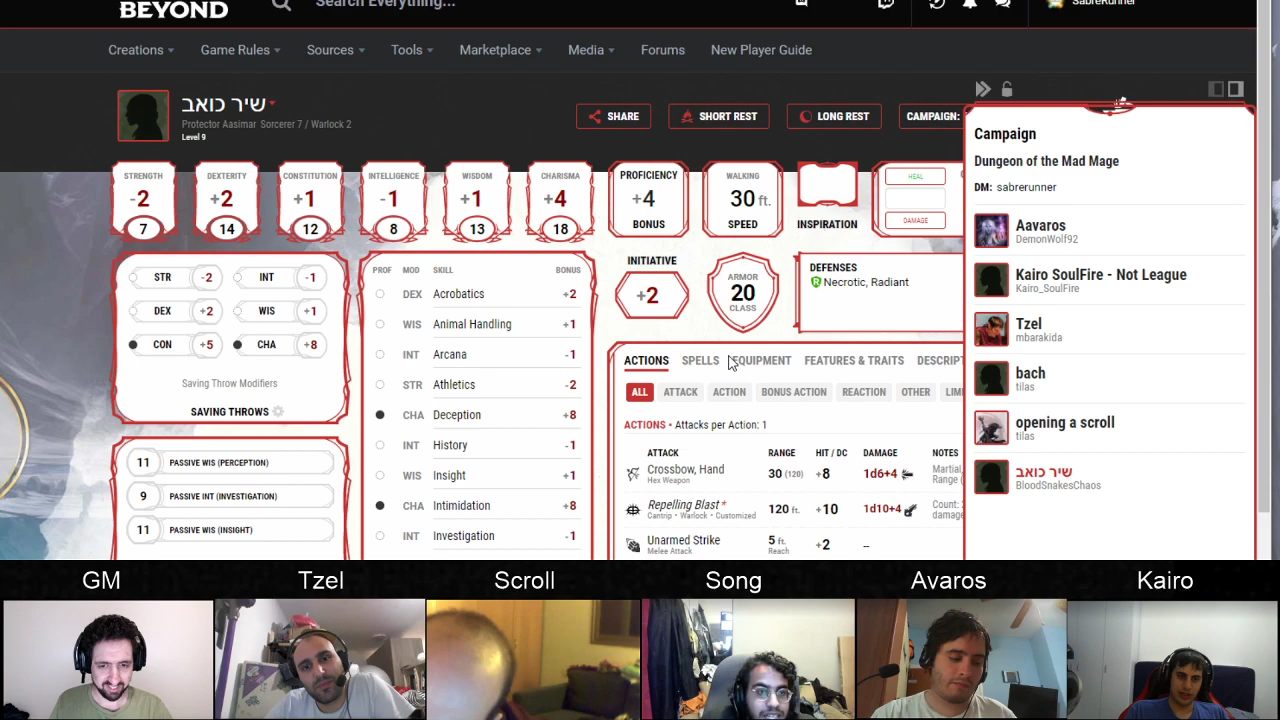 BEYOND
Search Everything...
SabreRunner
Creations
Game Rules
Sources
Tools
Marketplace
Media
Forums
New Player Guide
שיר כואב
Protector Aasimar Sorcerer 7 / Warlock 2
Level 9
SHARE
SHORT REST
LONG REST
CAMPAIGN:
STRENGTH
-2
7
DEXTERITY
+2
14
CONSTITUTION
+1
12
INTELLIGENCE
-1
8
WISDOM
+1
13
CHARISMA
+4
18
PROFICIENCY
+4
BONUS
WALKING
30 ft.
SPEED
INSPIRATION
HEAL
DAMAGE
STR -2
INT -1
DEX +2
WIS +1
CON +5
CHA +8
Saving Throw Modifiers
SAVING THROWS
11 PASSIVE WIS (PERCEPTION)
9 PASSIVE INT (INVESTIGATION)
11 PASSIVE WIS (INSIGHT)
PROF MOD SKILL BONUS
DEX Acrobatics +2
WIS Animal Handling +1
INT Arcana -1
STR Athletics -2
CHA Deception +8
INT History -1
WIS Insight +1
CHA Intimidation +8
INT Investigation -1
INITIATIVE
+2
ARMOR
20
CLASS
DEFENSES
R Necrotic, Radiant
ACTIONS
SPELLS
EQUIPMENT
FEATURES & TRAITS
DESCRIPT
ALL
ATTACK
ACTION
BONUS ACTION
REACTION
OTHER
LIMI
ACTIONS • Attacks per Action: 1
ATTACK RANGE HIT / DC DAMAGE NOTES
Crossbow, Hand 30 (120) +8 1d6+4 Martial,
Hex Weapon Range (
Repelling Blast * 120 ft. +10 1d10+4 Count:
Cantrip • Warlock • Customized damage
Unarmed Strike 5 ft. +2 --
Melee Attack Reach
Campaign
Dungeon of the Mad Mage
DM: sabrerunner
Aavaros
DemonWolf92
Kairo SoulFire - Not League
Kairo_SoulFire
Tzel
mbarakida
bach
tilas
opening a scroll
tilas
שיר כואב
BloodSnakesChaos
GM
Tzel
Scroll
Song
Avaros
Kairo